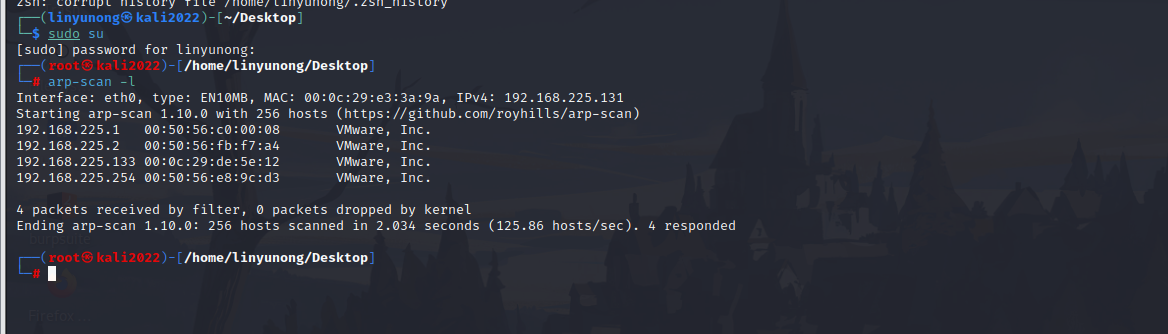 zsh: corrupt history file /home/linyunong/.zsh_history
┌──(linyunong㉿kali2022)-[~/Desktop]
└─$ sudo su
[sudo] password for linyunong:
┌──(root㉿kali2022)-[/home/linyunong/Desktop]
└─# arp-scan -l
Interface: eth0, type: EN10MB, MAC: 00:0c:29:e3:3a:9a, IPv4: 192.168.225.131
Starting arp-scan 1.10.0 with 256 hosts (https://github.com/royhills/arp-scan)
192.168.225.1 00:50:56:c0:00:08 VMware, Inc.
192.168.225.2 00:50:56:fb:f7:a4 VMware, Inc.
192.168.225.133 00:0c:29:de:5e:12 VMware, Inc.
192.168.225.254 00:50:56:e8:9c:d3 VMware, Inc.
4 packets received by filter, 0 packets dropped by kernel
Ending arp-scan 1.10.0: 256 hosts scanned in 2.034 seconds (125.86 hosts/sec). 4 responded
burpsuite
┌──(root㉿kali2022)-[/home/linyunong/Desktop]
└─#
Firefox